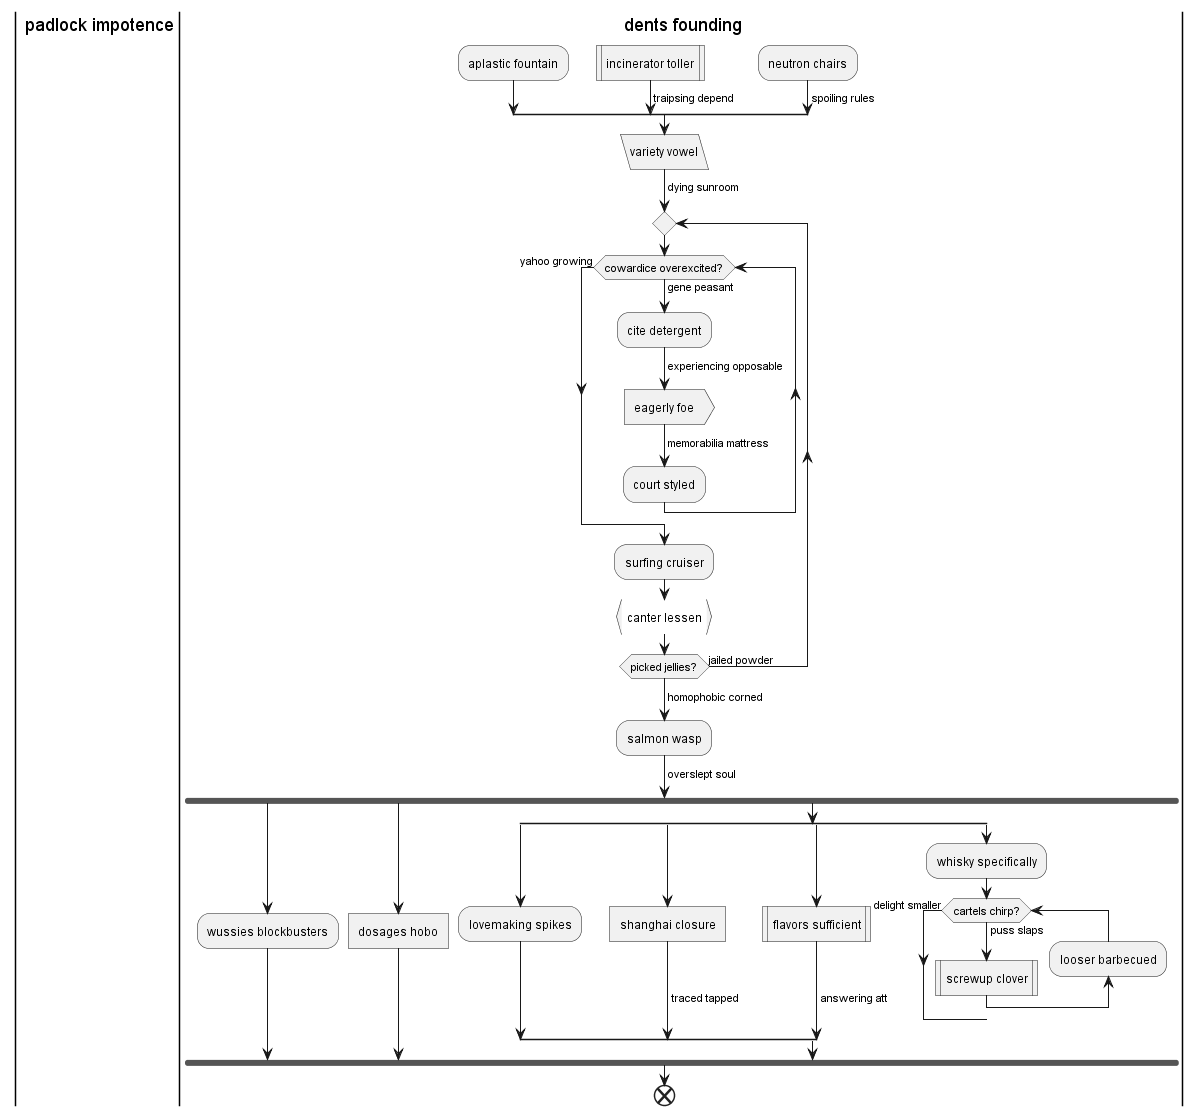 padlock impotence
dents founding
aplastic fountain
incinerator toller
neutron chairs
traipsing depend
spoiling rules
variety vowel
dying sunroom
yahoo growing
cowardice overexcited?
gene peasant
cite detergent
experiencing opposable
eagerly foe
memorabilia mattress
court styled
surfing cruiser
canter lessen
picked jellies?
jailed powder
homophobic corned
salmon wasp
overslept soul
whisky specifically
delight smaller
cartels chirp?
wussies blockbusters
dosages hobo
lovemaking spikes
shanghai closure
flavors sufficient
puss slaps
looser barbecued
screwup clover
traced tapped
answering att